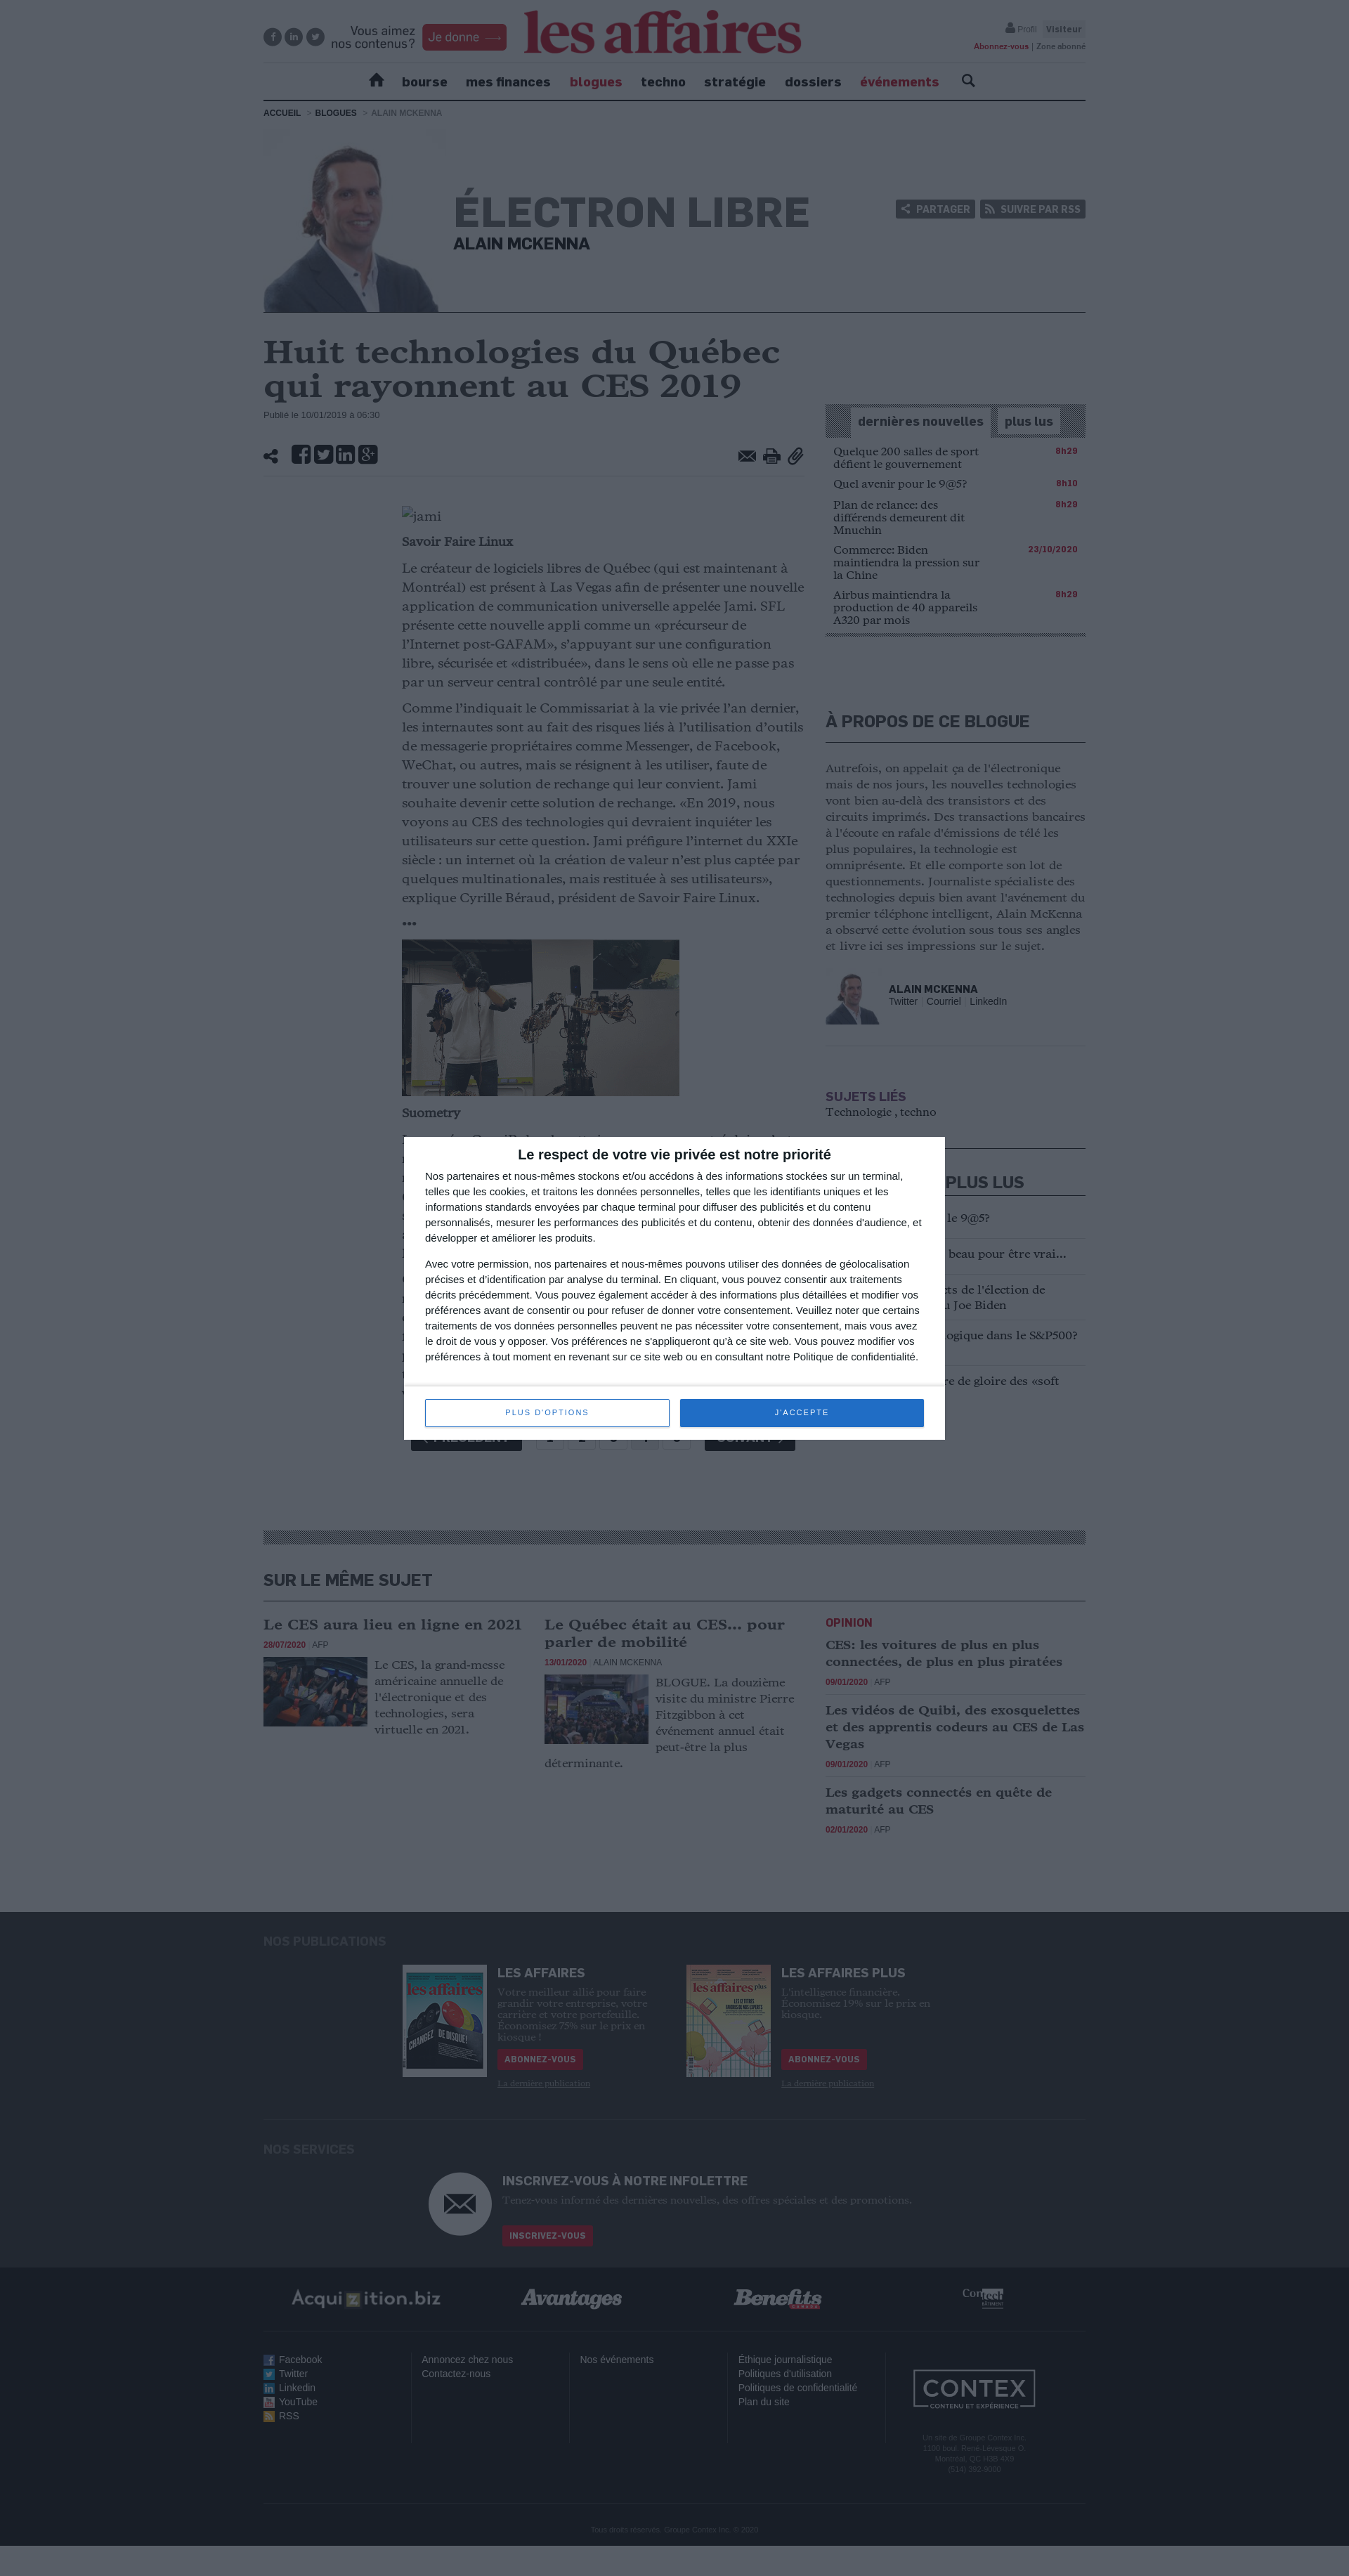 Vous aimez
nos contenus?
Je donne
les affaires
Profil Visiteur
Abonnez-vous | Zone abonné
bourse mes finances blogues techno stratégie dossiers événements
ACCUEIL > BLOGUES > ALAIN MCKENNA
ÉLECTRON LIBRE
ALAIN MCKENNA
PARTAGER SUIVRE PAR RSS
Huit technologies du Québec
qui rayonnent au CES 2019
Publié le 10/01/2019 à 06:30
jami
Savoir Faire Linux
Le créateur de logiciels libres de Québec (qui est maintenant à
Montréal) est présent à Las Vegas afin de présenter une nouvelle
application de communication universelle appelée Jami. SFL
présente cette nouvelle appli comme un «précurseur de
l’Internet post-GAFAM», s’appuyant sur une configuration
libre, sécurisée et «distribuée», dans le sens où elle ne passe pas
par un serveur central contrôlé par une seule entité.
Comme l’indiquait le Commissariat à la vie privée l’an dernier,
les internautes sont au fait des risques liés à l’utilisation d’outils
de messagerie propriétaires comme Messenger, de Facebook,
WeChat, ou autres, mais se résignent à les utiliser, faute de
trouver une solution de rechange qui leur convient. Jami
souhaite devenir cette solution de rechange. «En 2019, nous
voyons au CES des technologies qui devraient inquiéter les
utilisateurs sur cette question. Jami préfigure l’internet du XXIe
siècle : un internet où la création de valeur n’est plus captée par
quelques multinationales, mais restituée à ses utilisateurs»,
explique Cyrille Béraud, président de Savoir Faire Linux.
•••
Suometry
dernières nouvelles plus lus
Quelque 200 salles de sport
défient le gouvernement
8h29
Quel avenir pour le 9@5?
8h10
Plan de relance: des
différends demeurent dit
Mnuchin
8h29
Commerce: Biden
maintiendra la pression sur
la Chine
23/10/2020
Airbus maintiendra la
production de 40 appareils
A320 par mois
8h29
À PROPOS DE CE BLOGUE
Autrefois, on appelait ça de l'électronique
mais de nos jours, les nouvelles technologies
vont bien au-delà des transistors et des
circuits imprimés. Des transactions bancaires
à l'écoute en rafale d'émissions de télé les
plus populaires, la technologie est
omniprésente. Et elle comporte son lot de
questionnements. Journaliste spécialiste des
technologies depuis bien avant l'avénement du
premier téléphone intelligent, Alain McKenna
a observé cette évolution sous tous ses angles
et livre ici ses impressions sur le sujet.
ALAIN MCKENNA
Twitter | Courriel | LinkedIn
SUJETS LIÉS
Technologie , techno
PLUS LUS
le 9@5?
beau pour être vrai...
ts de l'élection de
Joe Biden
ogique dans le S&P500?
re de gloire des «soft
Le respect de votre vie privée est notre priorité
Nos partenaires et nous-mêmes stockons et/ou accédons à des informations stockées sur un terminal,
telles que les cookies, et traitons les données personnelles, telles que les identifiants uniques et les
informations standards envoyées par chaque terminal pour diffuser des publicités et du contenu
personnalisés, mesurer les performances des publicités et du contenu, obtenir des données d'audience, et
développer et améliorer les produits.
Avec votre permission, nos partenaires et nous-mêmes pouvons utiliser des données de géolocalisation
précises et d’identification par analyse du terminal. En cliquant, vous pouvez consentir aux traitements
décrits précédemment. Vous pouvez également accéder à des informations plus détaillées et modifier vos
préférences avant de consentir ou pour refuser de donner votre consentement. Veuillez noter que certains
traitements de vos données personnelles peuvent ne pas nécessiter votre consentement, mais vous avez
le droit de vous y opposer. Vos préférences ne s'appliqueront qu’à ce site web. Vous pouvez modifier vos
préférences à tout moment en revenant sur ce site web ou en consultant notre Politique de confidentialité.
PLUS D'OPTIONS J'ACCEPTE
SUR LE MÊME SUJET
Le CES aura lieu en ligne en 2021
28/07/2020 | AFP
Le CES, la grand-messe
américaine annuelle de
l'électronique et des
technologies, sera
virtuelle en 2021.
Le Québec était au CES... pour
parler de mobilité
13/01/2020 | ALAIN MCKENNA
BLOGUE. La douzième
visite du ministre Pierre
Fitzgibbon à cet
événement annuel était
peut-être la plus
déterminante.
OPINION
CES: les voitures de plus en plus
connectées, de plus en plus piratées
09/01/2020 | AFP
Les vidéos de Quibi, des exosquelettes
et des apprentis codeurs au CES de Las
Vegas
09/01/2020 | AFP
Les gadgets connectés en quête de
maturité au CES
02/01/2020 | AFP
NOS PUBLICATIONS
les affaires
CHANGEZ DE DISQUE!
LES AFFAIRES
Votre meilleur allié pour faire
grandir votre entreprise, votre
carrière et votre portefeuille.
Économisez 75% sur le prix en
kiosque !
ABONNEZ-VOUS
La dernière publication
les affaires plus
LES AFFAIRES PLUS
L'intelligence financière.
Économisez 19% sur le prix en
kiosque.
ABONNEZ-VOUS
La dernière publication
NOS SERVICES
INSCRIVEZ-VOUS À NOTRE INFOLETTRE
Tenez-vous informé des dernières nouvelles, des offres spéciales et des promotions.
INSCRIVEZ-VOUS
Acquizition.biz Avantages Benefits
Facebook
Twitter
Linkedin
YouTube
RSS
Annoncez chez nous
Contactez-nous
Nos événements
Éthique journalistique
Politiques d'utilisation
Politiques de confidentialité
Plan du site
CONTEX
CONTENU ET EXPÉRIENCE
Un site de Groupe Contex Inc.
Tous droits réservés, Groupe Contex Inc. © 2020